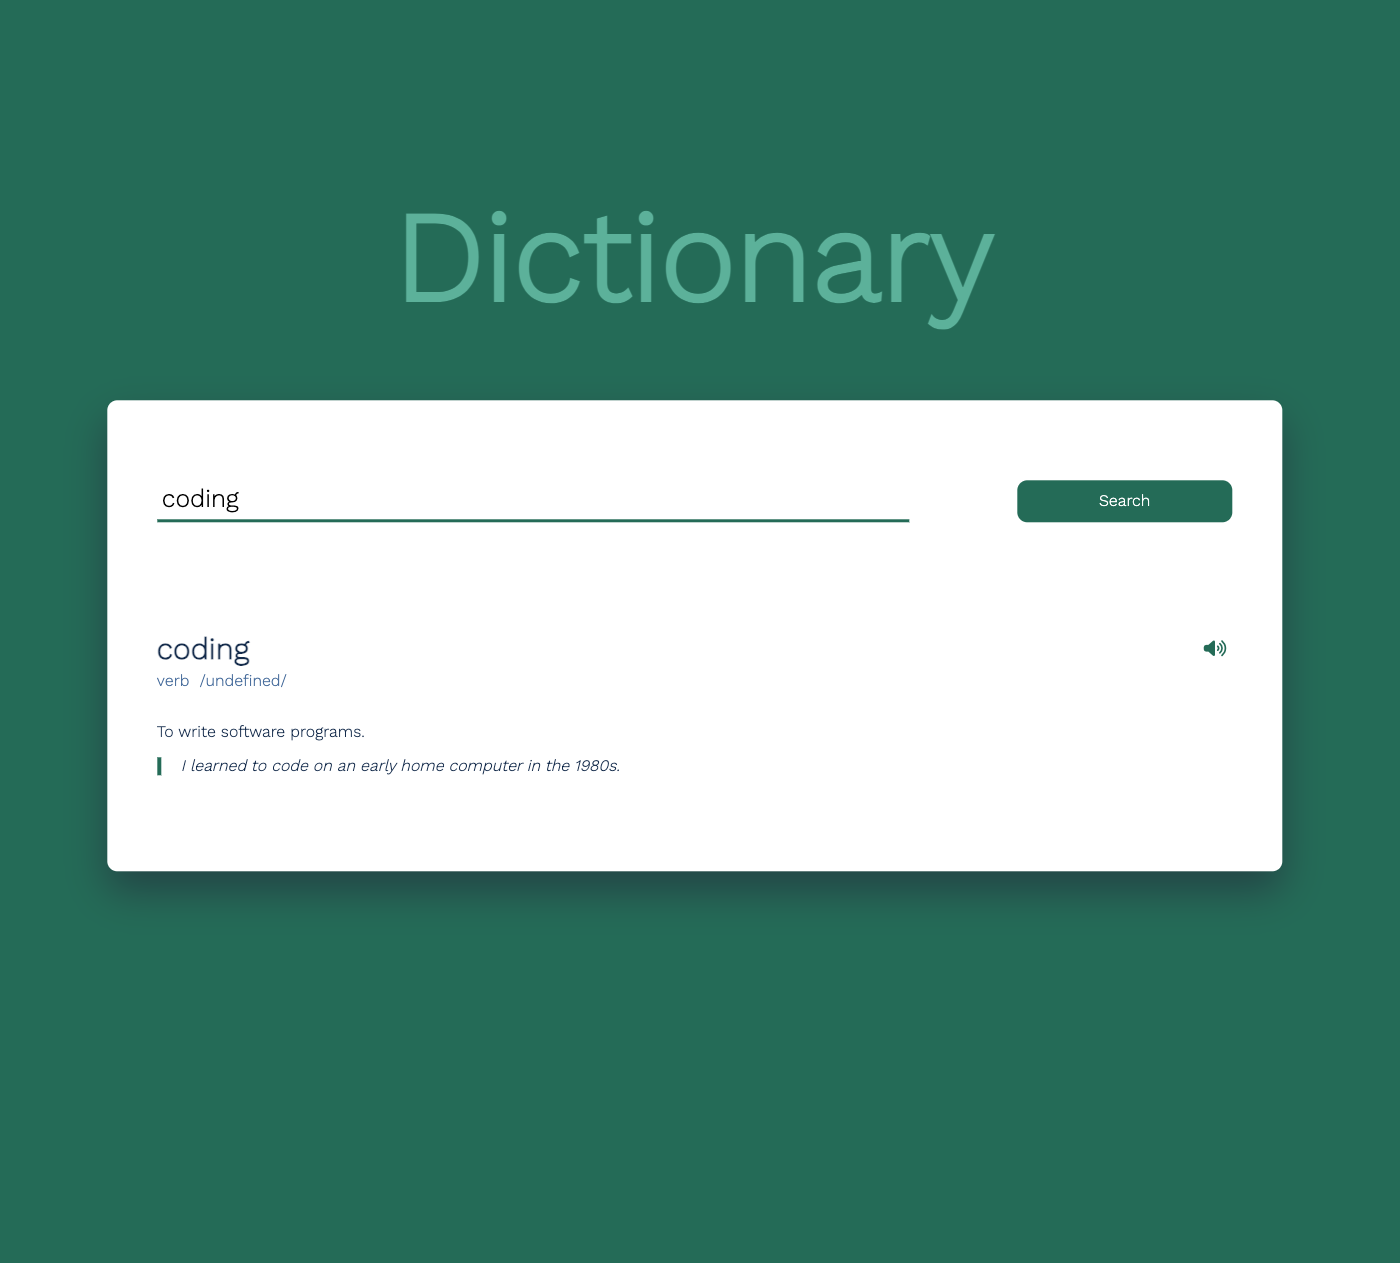 Dictionary
coding
Search
coding
verb /undefined/
To write software programs.
I learned to code on an early home computer in the 1980s.